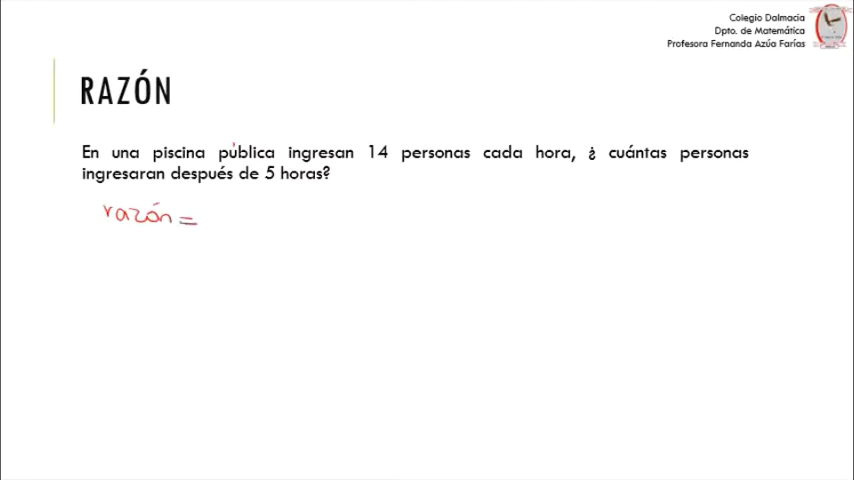 Colegio Dalmacia
Dpto. de Matemática
Profesora Fernanda Azúa Farías
RAZÓN
En una piscina pública ingresan 14 personas cada hora, ¿ cuántas personas
ingresaran después de 5 horas?
razón =